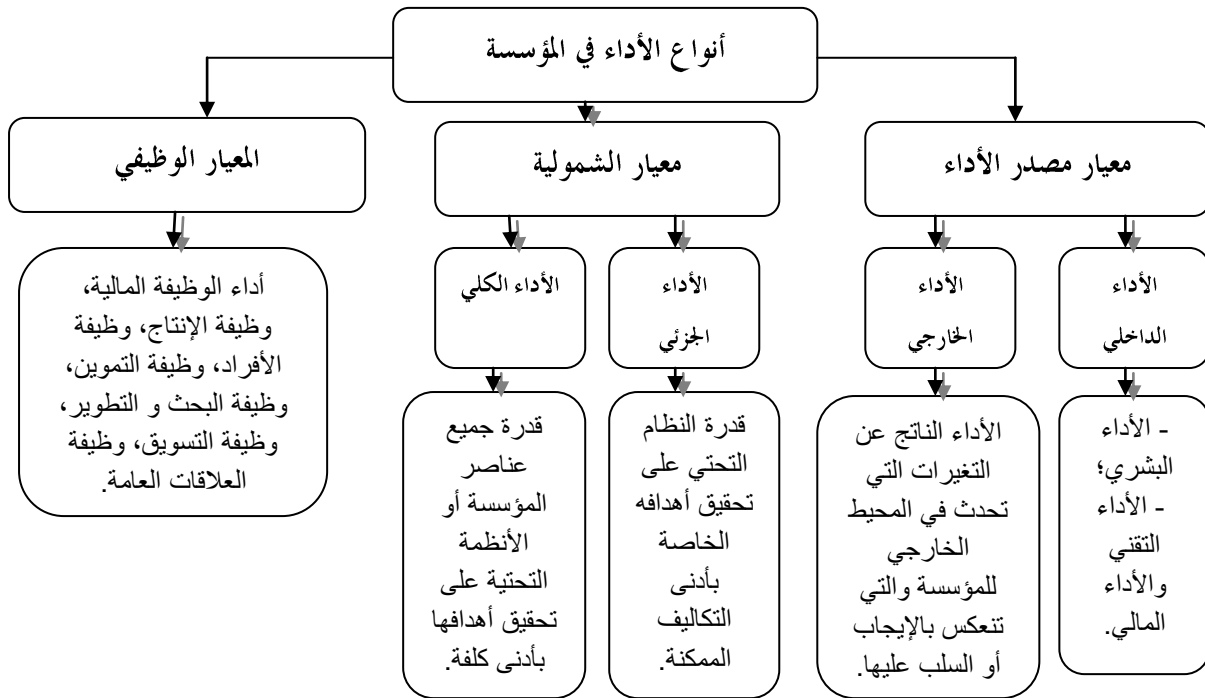 أنواع الأداء في المؤسسة
معيار مصدر الأداء
معيار الشمولية
المعيار الوظيفي
الأداء
الداخلي
الأداء
الخارجي
الأداء
الجزئي
الأداء الكلي
أداء الوظيفة المالية،
وظيفة الإنتاج، وظيفة
الأفراد، وظيفة التموين،
وظيفة البحث و التطوير،
وظيفة التسويق، وظيفة
العلاقات العامة.
- الأداء
البشري؛
- الأداء
التقني
والأداء
المالي.
الأداء الناتج عن
التغيرات التي
تحدث في المحيط
الخارجي
للمؤسسة والتي
تنعكس بالإيجاب
أو السلب عليها.
قدرة النظام
التحتي على
تحقيق أهدافه
الخاصة
بأدنى
التكاليف
الممكنة.
قدرة جميع
عناصر
المؤسسة أو
الأنظمة
التحتية على
تحقيق أهدافها
بأدنى كلفة.